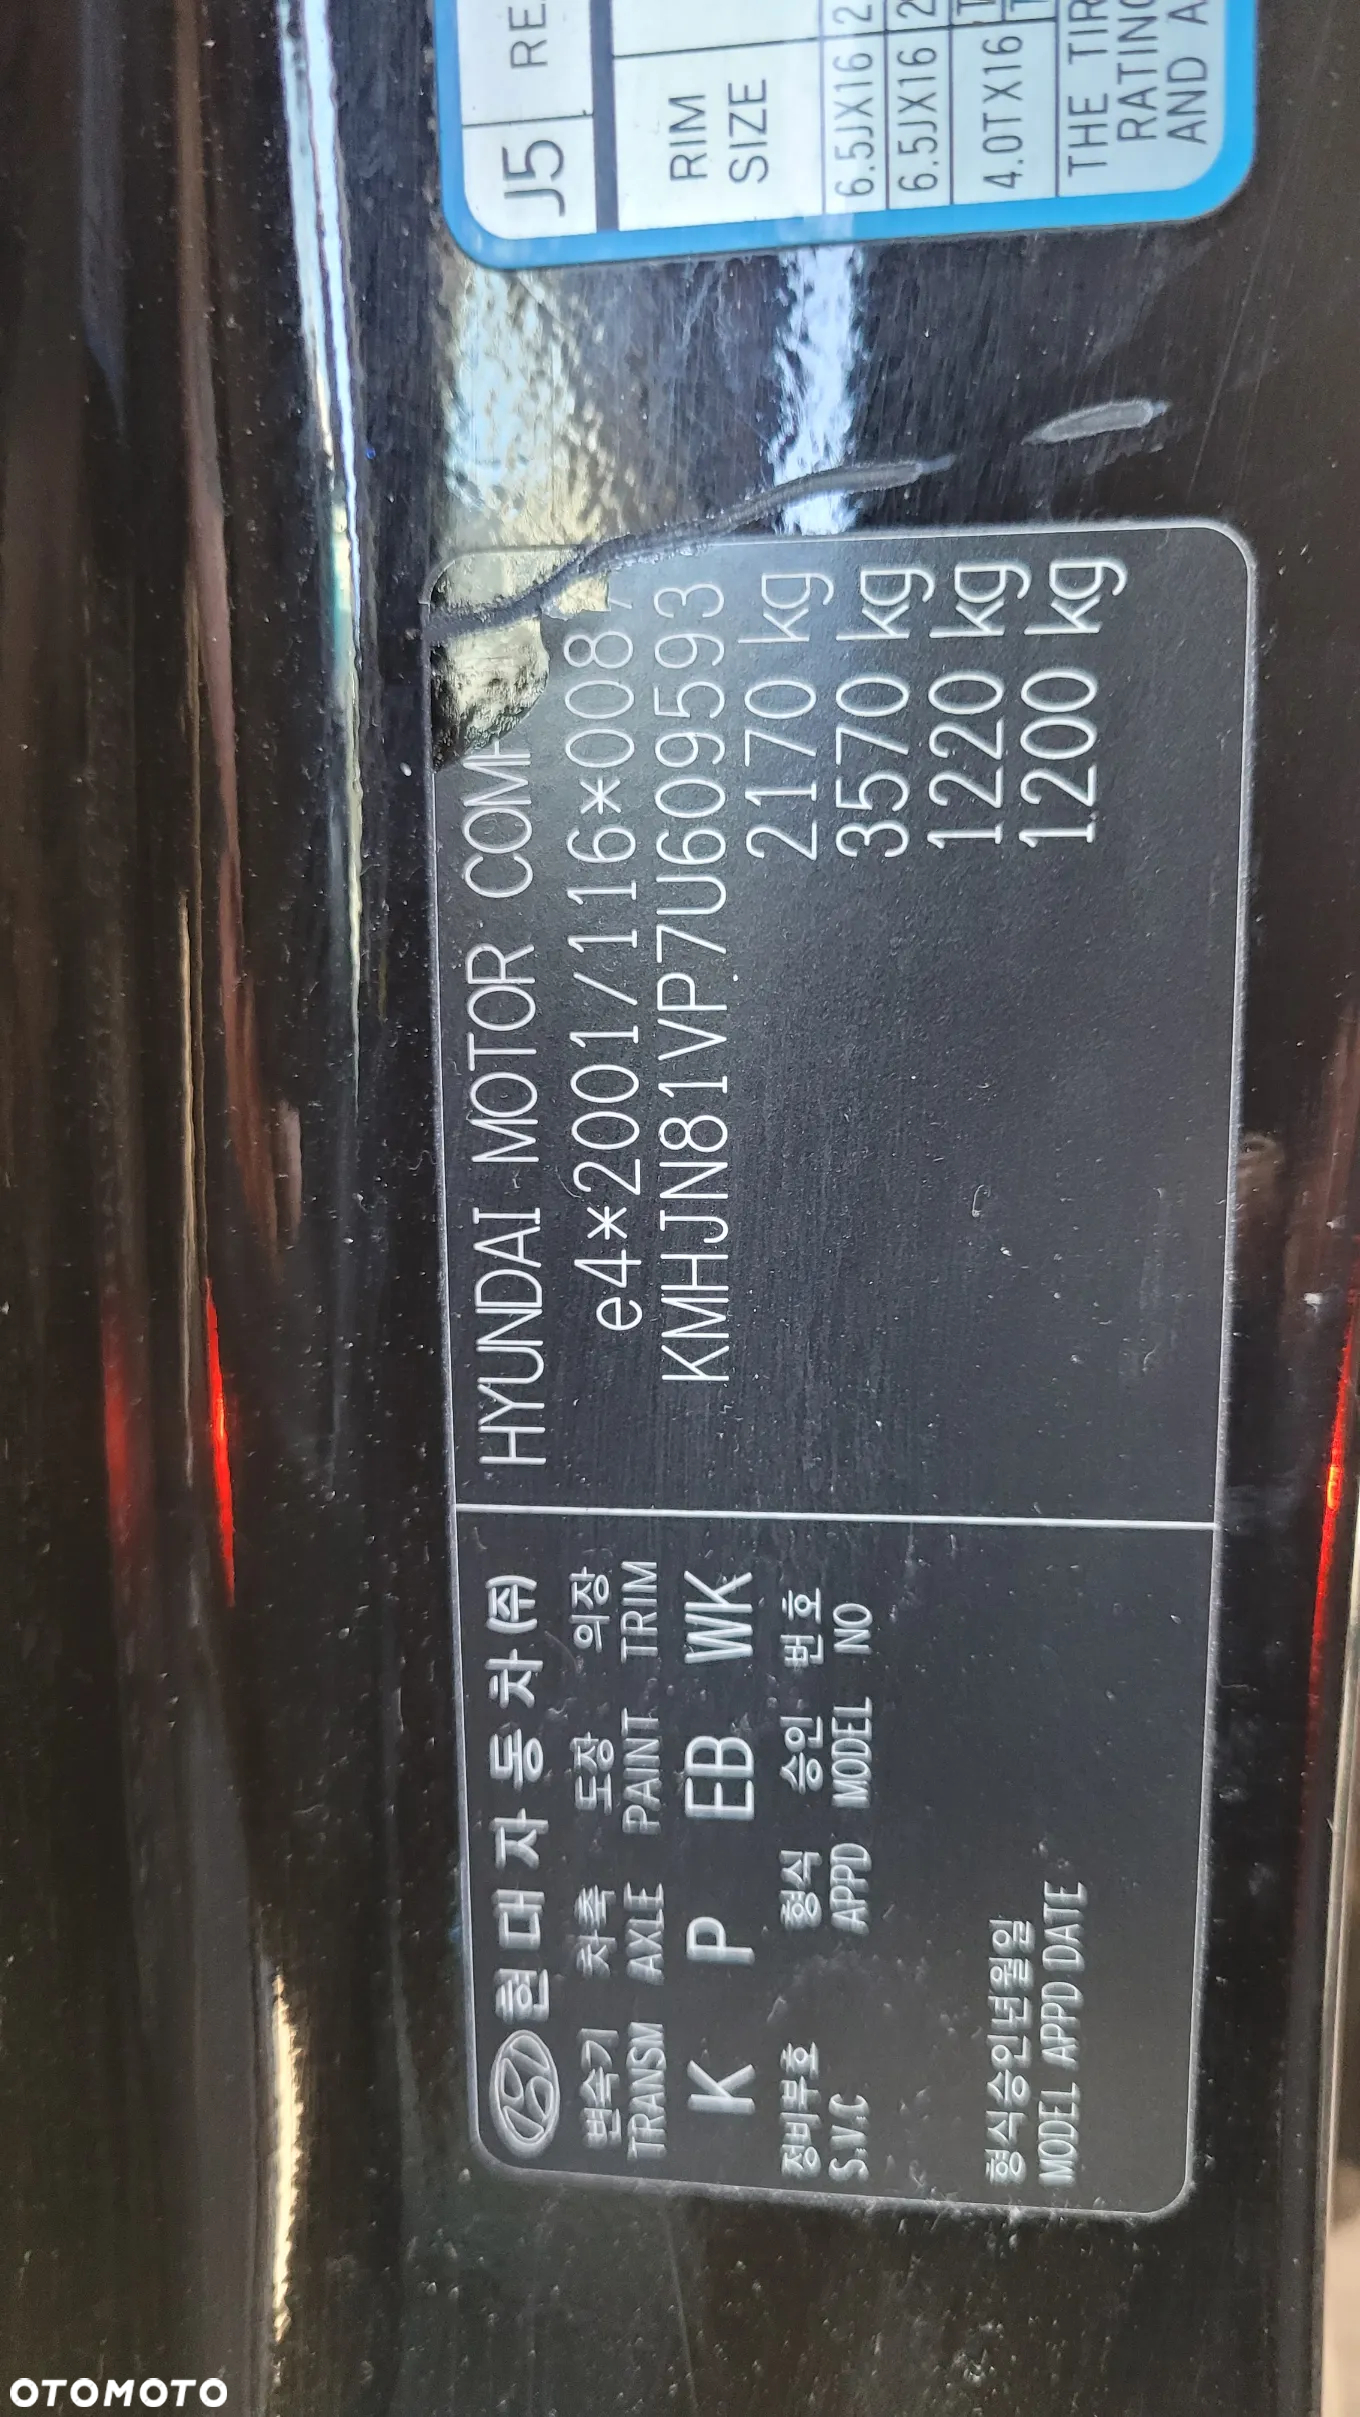 현대자동차(주)
변속기 차축 도장 의장
TRANSM AXLE PAINT TRIM
K P EB WK
정비부호 형식 승인 번호
S.V.C APPD MODEL NO
형식승인년월일
MODEL APPD DATE
HYUNDAI MOTOR
e4*2001/116*008
KMHJN81VP7U609593
2170 kg
3570 kg
1220 kg
1200 kg
J5
RIM
SIZE
6.5JX16
6.5JX16
4.0TX16
THE
RATING
AND
OTOMOTO